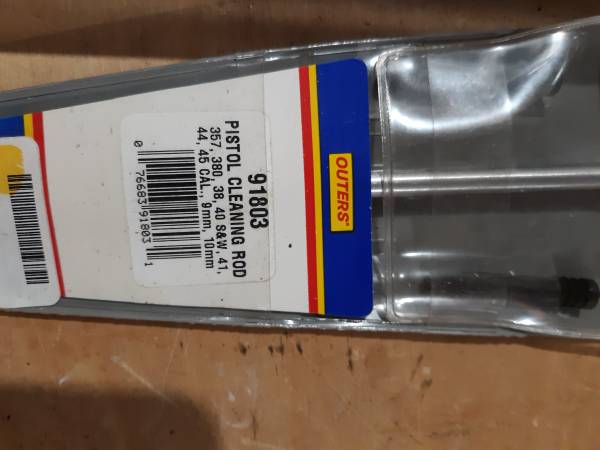 OUTERS®
91803
PISTOL CLEANING ROD
357, 380, 38, 40 S&W, 41,
44, 45 CAL., 9mm, 10mm
0 76683 91803 1